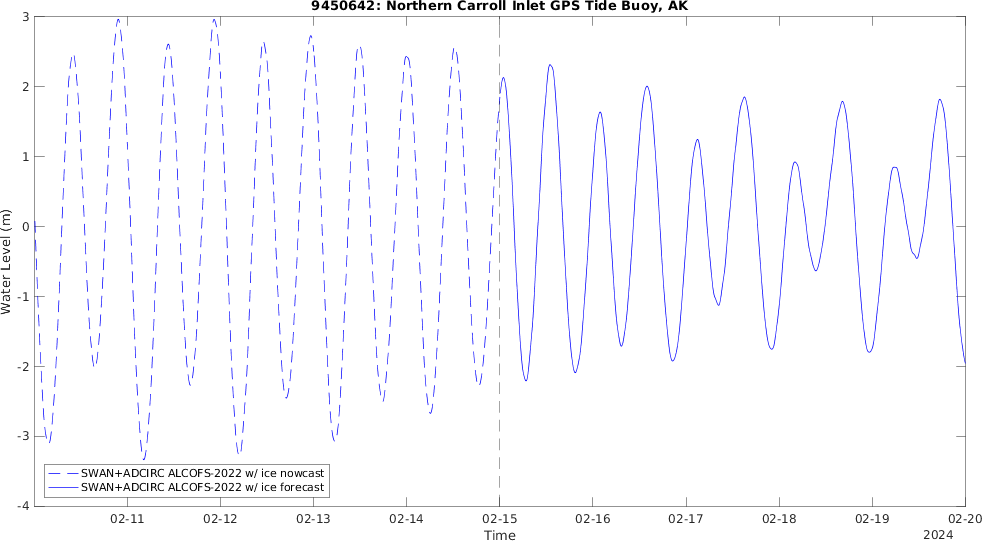 9450642: Northern Carroll Inlet GPS Tide Buoy, AK
3
2
1
0
-1
-2
-3
-4
Water Level (m)
SWAN+ADCIRC ALCOFS-2022 w/ ice nowcast
SWAN+ADCIRC ALCOFS-2022 w/ ice forecast
02-11 02-12 02-13 02-14 02-15 02-16 02-17 02-18 02-19 02-20
Time
2024